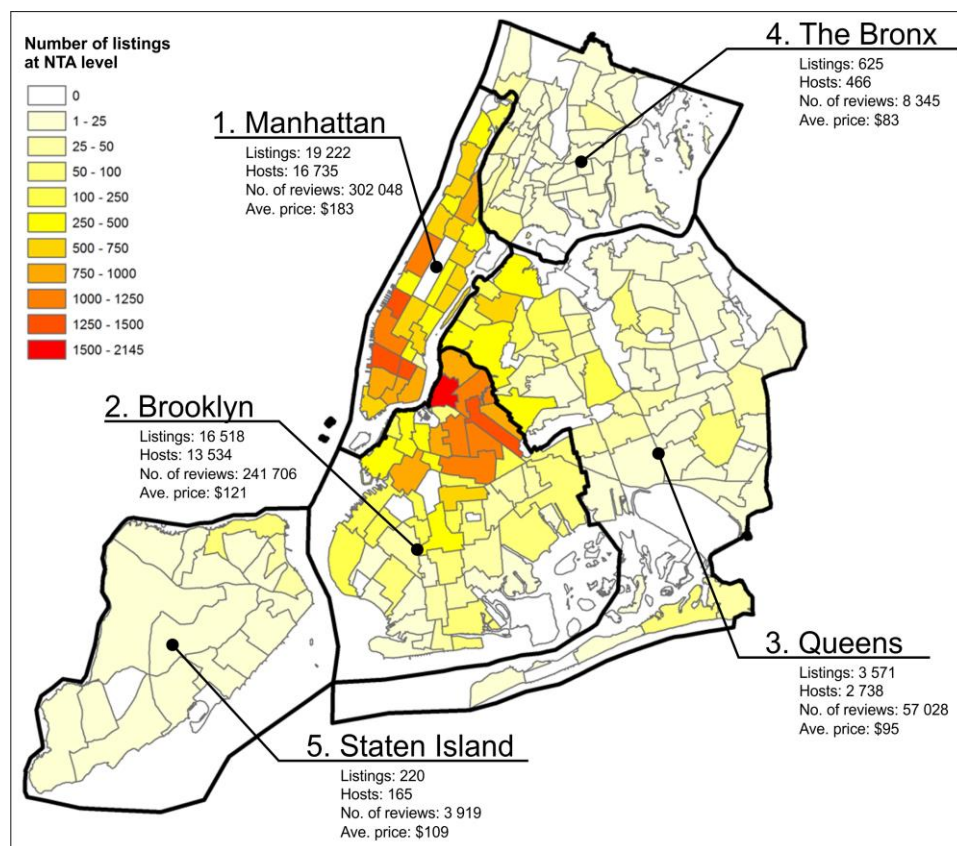 Number of listings
at NTA level
0
1 - 25
25 - 50
50 - 100
100 - 250
250 - 500
500 - 750
750 - 1000
1000 - 1250
1250 - 1500
1500 - 2145
4. The Bronx
Listings: 625
Hosts: 466
No. of reviews: 8 345
Ave. price: $83
1. Manhattan
Listings: 19 222
Hosts: 16 735
No. of reviews: 302 048
Ave. price: $183
2. Brooklyn
Listings: 16 518
Hosts: 13 534
No. of reviews: 241 706
Ave. price: $121
3. Queens
Listings: 3 571
Hosts: 2 738
No. of reviews: 57 028
Ave. price: $95
5. Staten Island
Listings: 220
Hosts: 165
No. of reviews: 3 919
Ave. price: $109